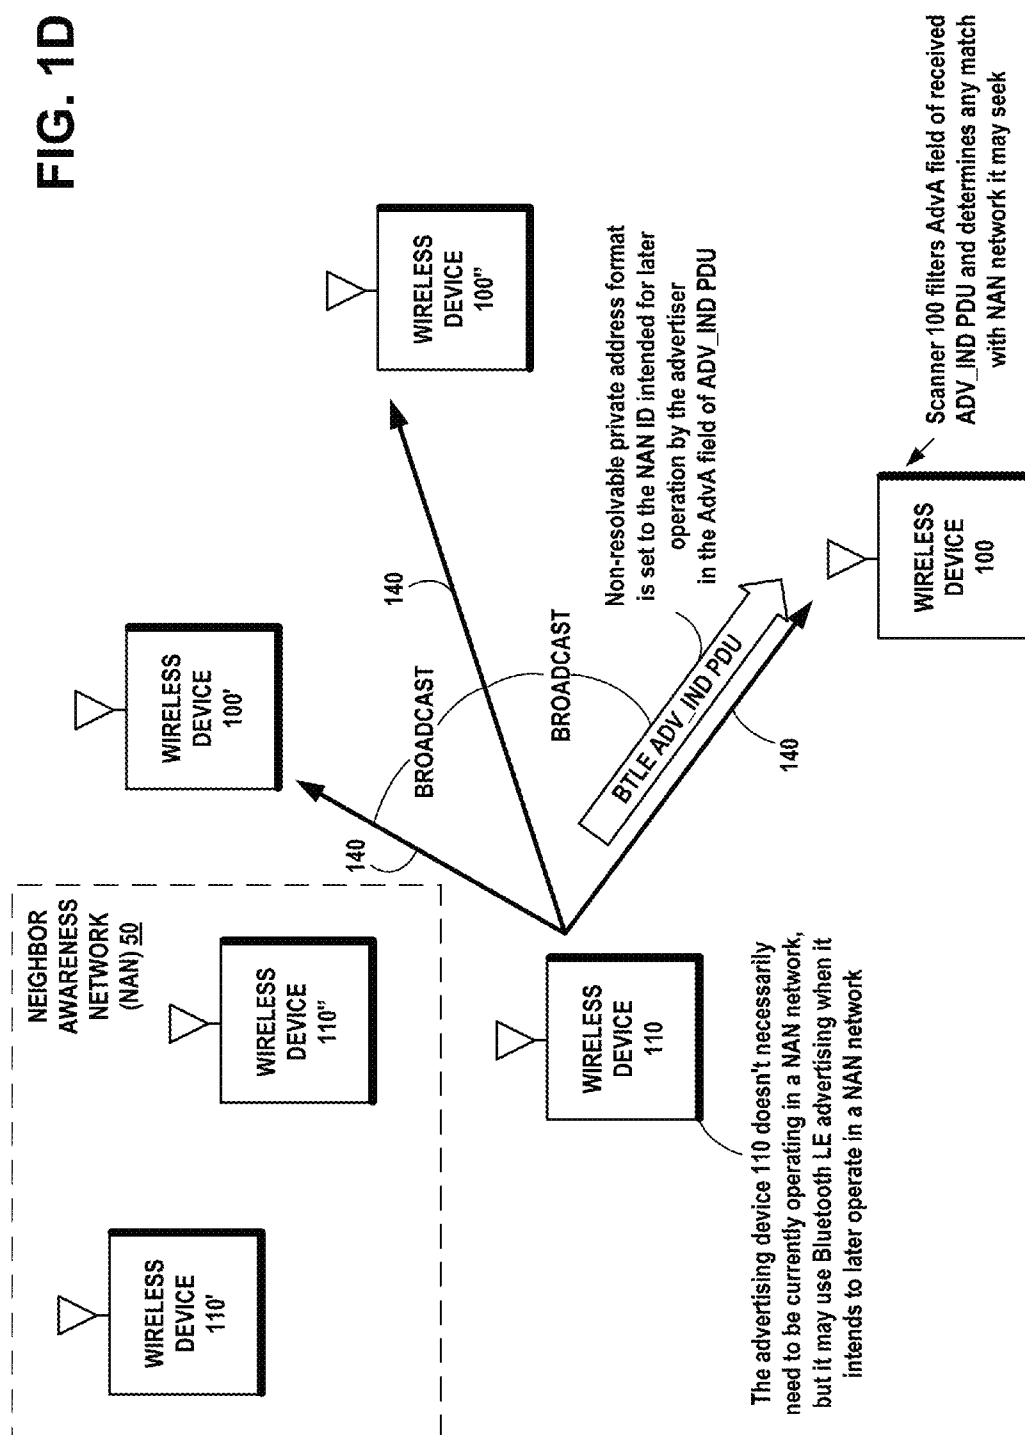 FIG. 1D
NEIGHBOR
AWARENESS
NETWORK
(NAN) 50
WIRELESS
DEVICE
110'
WIRELESS
DEVICE
110"
WIRELESS
DEVICE
100'
WIRELESS
DEVICE
100"
140
140
BROADCAST
BROADCAST
WIRELESS
DEVICE
110
BTLE ADV_IND PDU
140
Non-resolvable private address format
is set to the NAN ID intended for later
operation by the advertiser
in the AdvA field of ADV_IND PDU
The advertising device 110 doesn't necessarily
need to be currently operating in a NAN network,
but it may use Bluetooth LE advertising when it
intends to later operate in a NAN network
WIRELESS
DEVICE
100
Scanner 100 filters AdvA field of received
ADV_IND PDU and determines any match
with NAN network it may seek